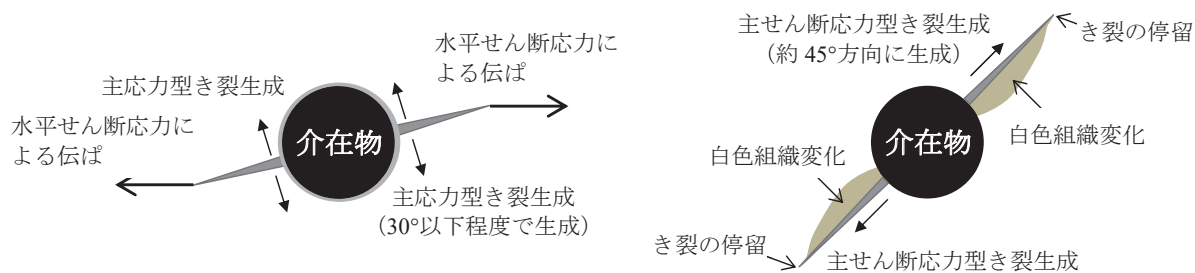 水平せん断応力に
よる伝ぱ
主応力型き裂生成
水平せん断応力に
よる伝ぱ
介在物
主応力型き裂生成
（30°以下程度で生成）
主せん断応力型き裂生成
（約 45°方向に生成）
き裂の停留
介在物
白色組織変化
白色組織変化
き裂の停留
主せん断応力型き裂生成